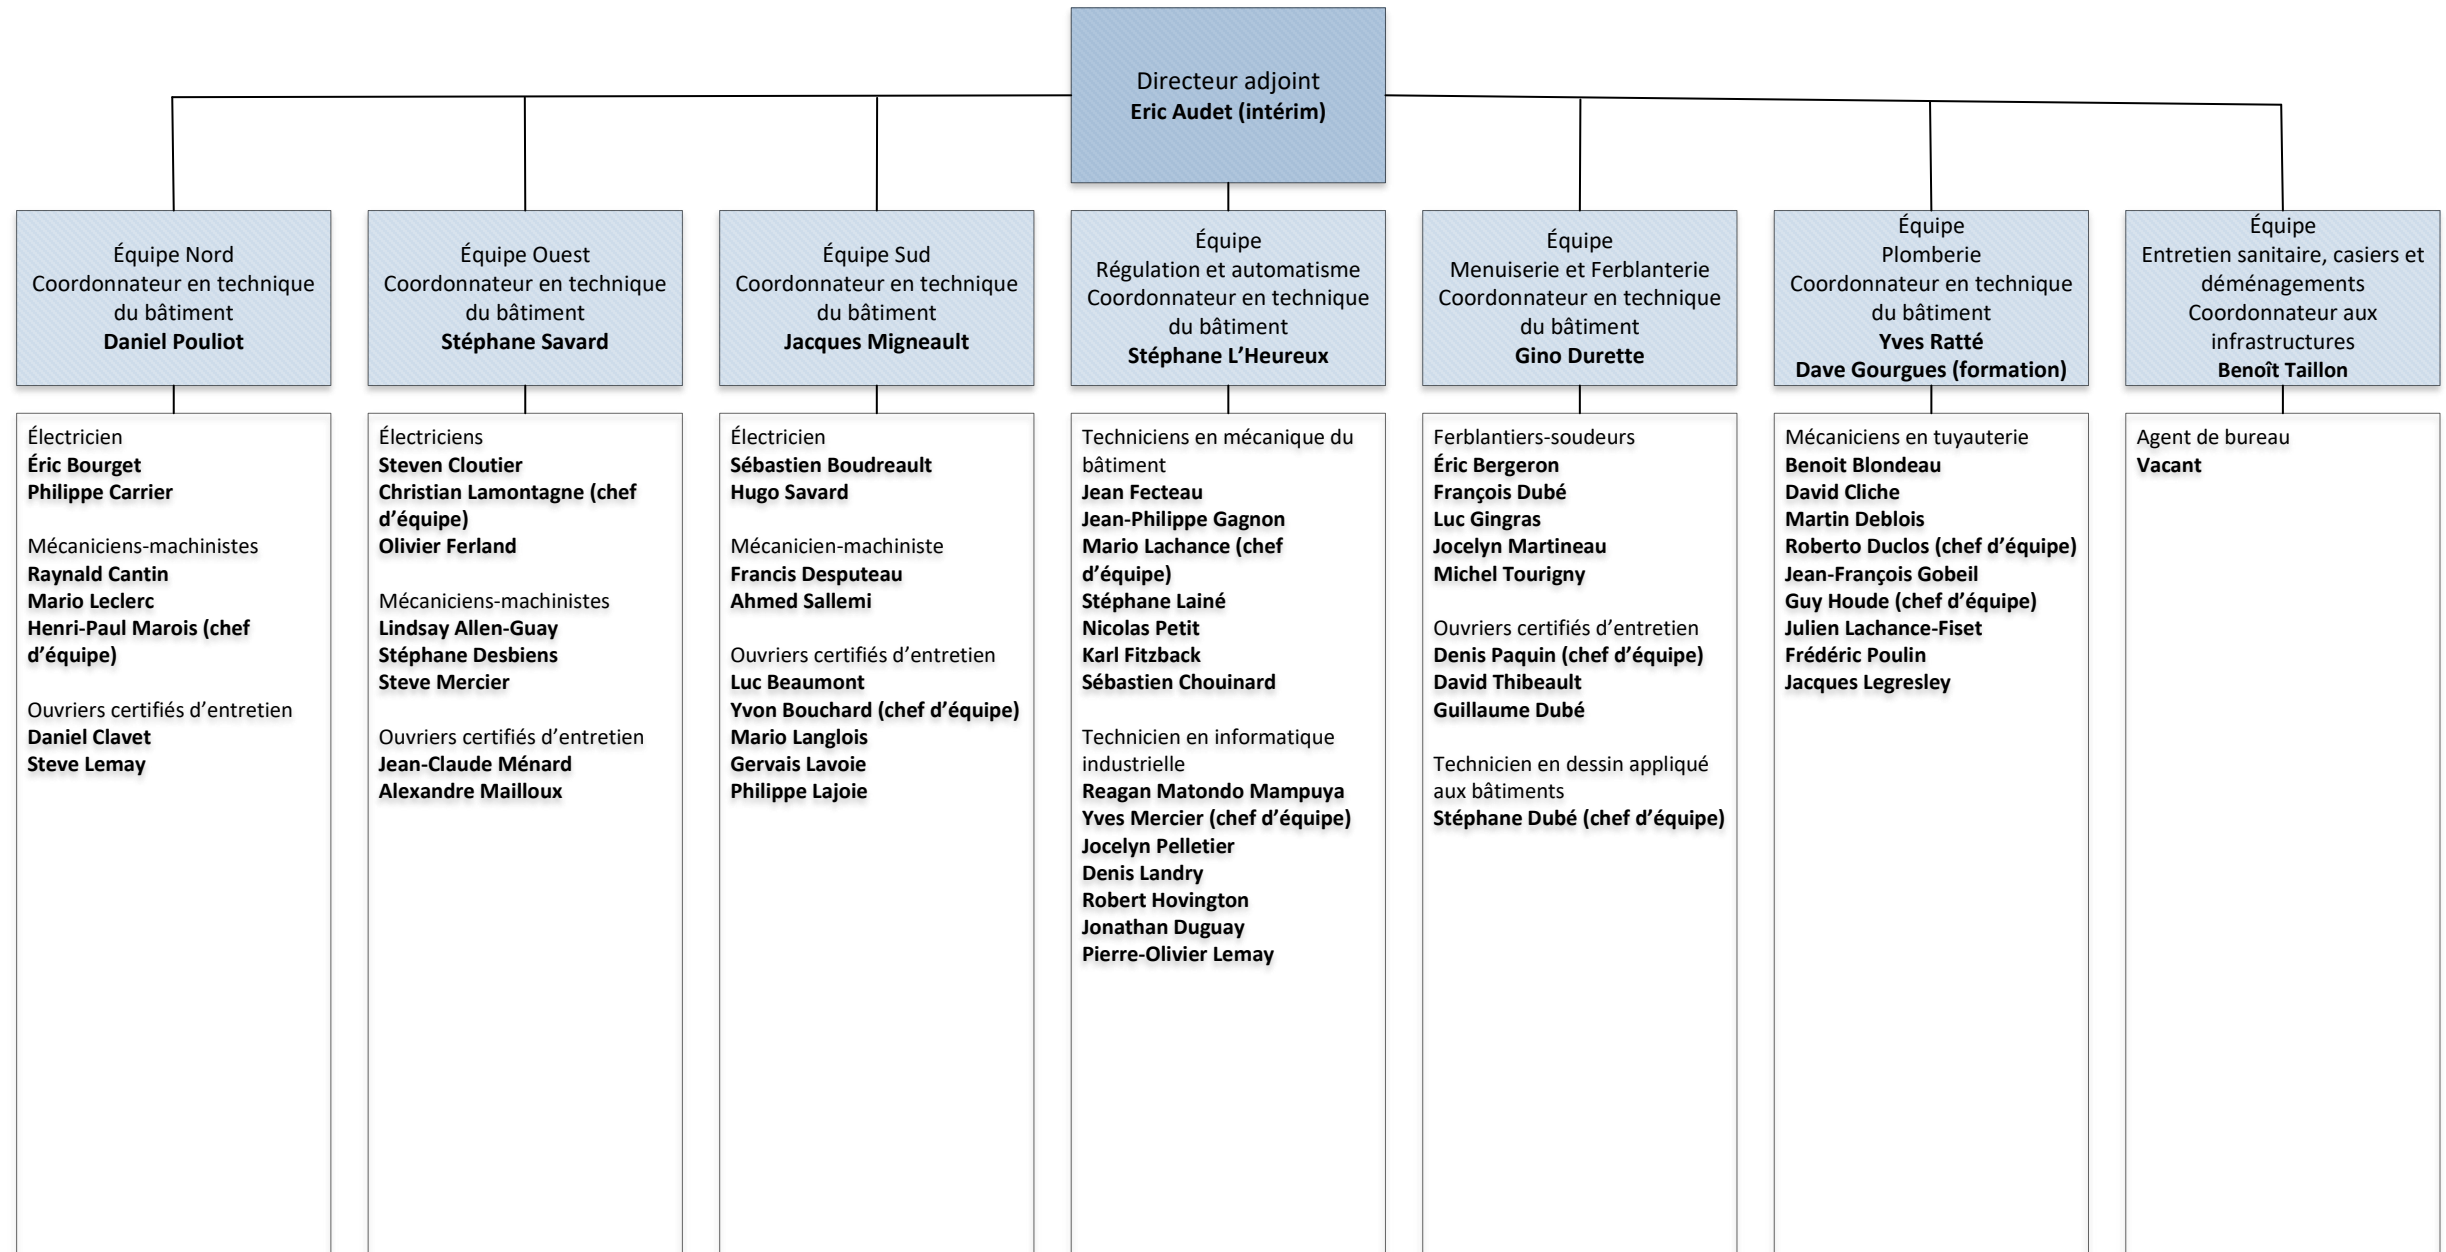 Directeur adjoint
Eric Audet (intérim)
Équipe Nord
Coordonnateur en technique
du bâtiment
Daniel Pouliot
Équipe Ouest
Coordonnateur en technique
du bâtiment
Stéphane Savard
Équipe Sud
Coordonnateur en technique
du bâtiment
Jacques Migneault
Équipe
Régulation et automatisme
Coordonnateur en technique
du bâtiment
Stéphane L’Heureux
Équipe
Menuiserie et Ferblanterie
Coordonnateur en technique
du bâtiment
Gino Durette
Équipe
Plomberie
Coordonnateur en technique
du bâtiment
Yves Ratté
Dave Gourgues (formation)
Équipe
Entretien sanitaire, casiers et
déménagements
Coordonnateur aux
infrastructures
Benoît Taillon
Électricien
Éric Bourget
Philippe Carrier
Mécaniciens-machinistes
Raynald Cantin
Mario Leclerc
Henri-Paul Marois (chef
d’équipe)
Ouvriers certifiés d’entretien
Daniel Clavet
Steve Lemay
Électriciens
Steven Cloutier
Christian Lamontagne (chef
d’équipe)
Olivier Ferland
Mécaniciens-machinistes
Lindsay Allen-Guay
Stéphane Desbiens
Steve Mercier
Ouvriers certifiés d’entretien
Jean-Claude Ménard
Alexandre Mailloux
Électricien
Sébastien Boudreault
Hugo Savard
Mécanicien-machiniste
Francis Desputeau
Ahmed Sallemi
Ouvriers certifiés d’entretien
Luc Beaumont
Yvon Bouchard (chef d’équipe)
Mario Langlois
Gervais Lavoie
Philippe Lajoie
Techniciens en mécanique du
bâtiment
Jean Fecteau
Jean-Philippe Gagnon
Mario Lachance (chef
d’équipe)
Stéphane Lainé
Nicolas Petit
Karl Fitzback
Sébastien Chouinard
Technicien en informatique
industrielle
Reagan Matondo Mampuya
Yves Mercier (chef d’équipe)
Jocelyn Pelletier
Denis Landry
Robert Hovington
Jonathan Duguay
Pierre-Olivier Lemay
Ferblantiers-soudeurs
Éric Bergeron
François Dubé
Luc Gingras
Jocelyn Martineau
Michel Tourigny
Ouvriers certifiés d’entretien
Denis Paquin (chef d’équipe)
David Thibeault
Guillaume Dubé
Technicien en dessin appliqué
aux bâtiments
Stéphane Dubé (chef d’équipe)
Mécaniciens en tuyauterie
Benoit Blondeau
David Cliche
Martin Deblois
Roberto Duclos (chef d’équipe)
Jean-François Gobeil
Guy Houde (chef d’équipe)
Julien Lachance-Fiset
Frédéric Poulin
Jacques Legresley
Agent de bureau
Vacant